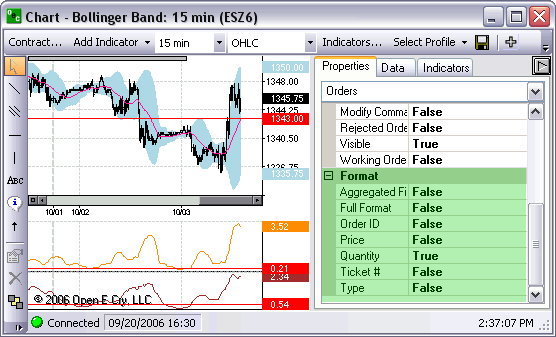 Chart - Bollinger Band: 15 min (ESZ6)
Contract... Add Indicator 15 min OHLC Indicators... Select Profile
Properties Data Indicators
Orders
Modify Comma False
Rejected Orde False
Visible True
Working Orde False
Format
Aggregated Fi False
Full Format False
Order ID False
Price False
Quantity True
Ticket # False
Type False
ABC
1350.00
1348.00
1345.75
1344.25
1343.00
1340.50
1336.75
1335.75
10/01 10/02 10/03
3.52
0.21
2.34
0.54
© 2006 Open E Cry, LLC
Connected 09/20/2006 16:30 2:37:07 PM